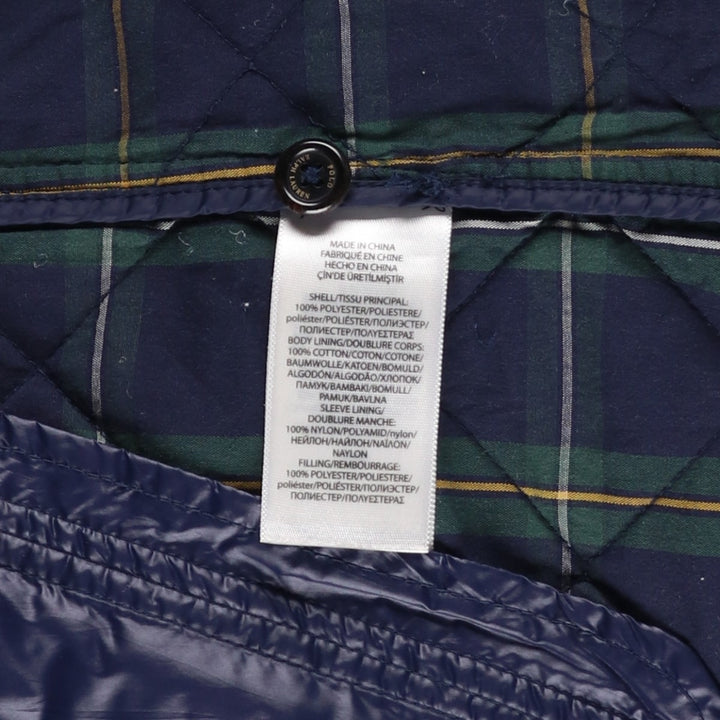 POLO RALPH LAUREN
MADE IN CHINA
FABRIQUÉ EN CHINE
HECHO EN CHINA
ÇİN'DE ÜRETİLMİŞTİR
SHELL/TISSU PRINCIPAL:
100% POLYESTER/POLIESTERE/
poliéster/POLIÉSTER/ПОЛИЭСТЕР/
ПОЛИЕСТЕР/ΠΟΛΥΕΣΤΕΡΑΣ
BODY LINING/DOUBLURE CORPS:
100% COTTON/COTON/COTONE/
BAUMWOLLE/KATOEN/BOMULD/
ALGODÓN/ALGODÃO/ХЛОПОК/
ПАМУК/ΒΑΜΒΑΚΙ/BOMULL/
PAMUK/BAVLNA
SLEEVE LINING/
DOUBLURE MANCHE:
100% NYLON/POLYAMID/nylon/
НЕЙЛОН/НАЙЛОН/ΝΑΪΛΟΝ/
NAYLON
FILLING/REMBOURRAGE:
100% POLYESTER/POLIESTERE/
poliéster/POLIÉSTER/ПОЛИЭСТЕР/
ПОЛИЕСТЕР/ΠΟΛΥΕΣΤΕΡΑΣ